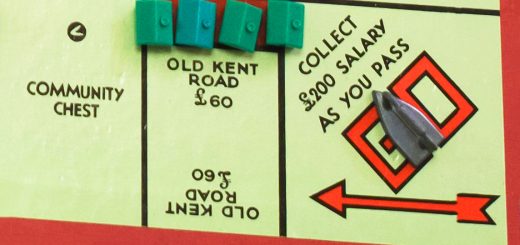 COMMUNITY
CHEST
OLD KENT
ROAD
£60
OLD KENT
ROAD
£60
COLLECT
£200 SALARY
AS YOU PASS